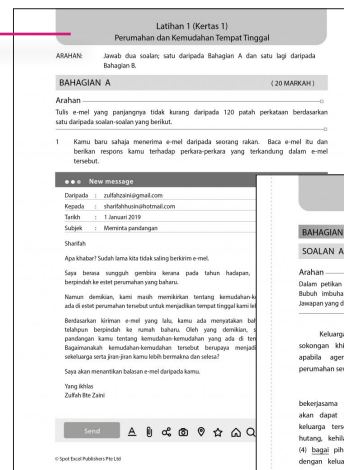 Latihan 1 (Kertas 1)
Perumahan dan Kemudahan Tempat Tinggal
ARAHAN: Jawab dua soalan; satu daripada Bahagian A dan satu lagi daripada
Bahagian B.
BAHAGIAN A ( 20 MARKAH )
Arahan
Tulis e-mel yang panjangnya tidak kurang daripada 120 patah perkataan berdasarkan
satu daripada soalan-soalan yang berikut.
1 Kamu baru sahaja menerima e-mel daripada seorang rakan. Baca e-mel itu dan
berikan respons kamu terhadap perkara-perkara yang terkandung dalam e-mel
tersebut.
New message
Daripada : zulfahzaini@gmail.com
Kepada : sharifahhusin@hotmail.com
Tarikh : 1 Januari 2019
Subjek : Meminta pandangan
Sharifah
Apa khabar? Sudah lama kita tidak saling berkirim e-mel.
Saya berasa sungguh gembira kerana pada tahun hadapan,
berpindah ke estet perumahan yang baharu.
Namun demikian, kami masih memikirkan tentang kemudahan-k
ada di estet perumahan tersebut untuk menjadikan tempat tinggal kami le
Berdasarkan kiriman e-mel yang lalu, kamu ada menyatakan ba
telahpun berpindah ke rumah baharu. Oleh yang demikian, s
pandangan kamu tentang kemudahan-kemudahan yang ada di ten
Bagaimanakah kemudahan-kemudahan tersebut berupaya menjadi
sekeluarga serta jiran-jiran kamu lebih bermakna dan selesa?
Saya akan menantikan balasan e-mel daripada kamu.
Yang ikhlas
Zulfah Bte Zaini
Send
© Spot Excel Publishers Pte Ltd
BAHAGIAN
SOALAN A
Arahan
Dalam petikan
Bubuh imbuha
Jawapan yang d
Keluarga
sokongan khi
apabila agen
perumahan se
bekerjasama
akan dapat
keluarga ters
hutang, kehila
(4) bagai pih
dengan kelua